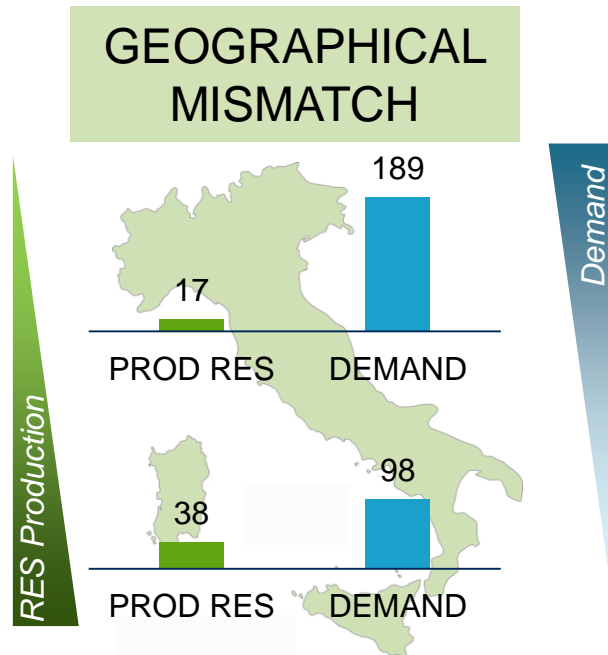 GEOGRAPHICAL
MISMATCH
189
Demand
17
PROD RES DEMAND
RES Production
98
38
PROD RES DEMAND